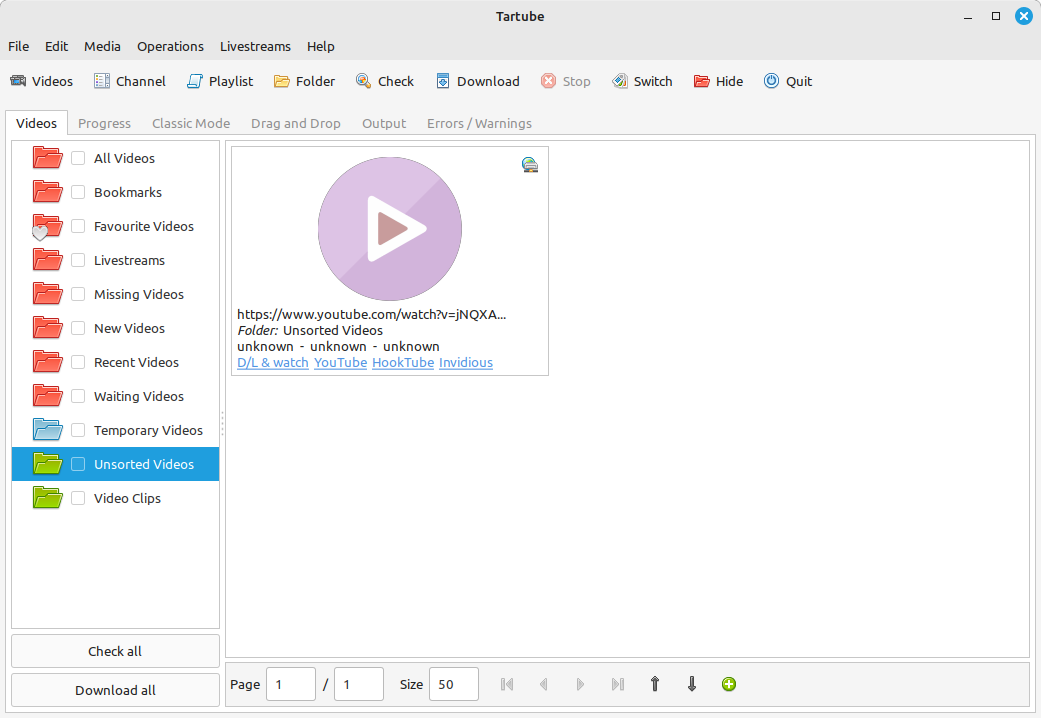 Tartube
File Edit Media Operations Livestreams Help
Videos Channel Playlist Folder Check Download Stop Switch Hide Quit
Videos Progress Classic Mode Drag and Drop Output Errors / Warnings
All Videos
Bookmarks
Favourite Videos
Livestreams
Missing Videos
New Videos
Recent Videos
Waiting Videos
Temporary Videos
Unsorted Videos
Video Clips
Check all
Download all
https://www.youtube.com/watch?v=jNQXA...
Folder: Unsorted Videos
unknown - unknown - unknown
D/L & watch YouTube HookTube Invidious
Page 1 / 1 Size 50